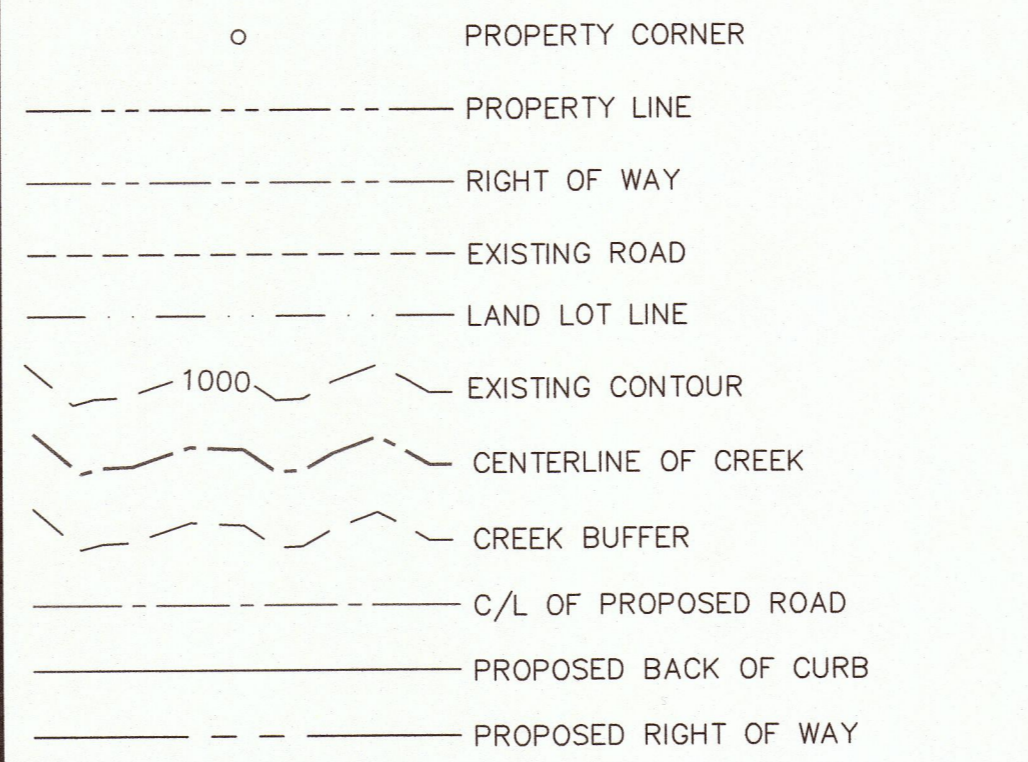 PROPERTY CORNER
PROPERTY LINE
RIGHT OF WAY
EXISTING ROAD
LAND LOT LINE
1000 EXISTING CONTOUR
CENTERLINE OF CREEK
CREEK BUFFER
C/L OF PROPOSED ROAD
PROPOSED BACK OF CURB
PROPOSED RIGHT OF WAY